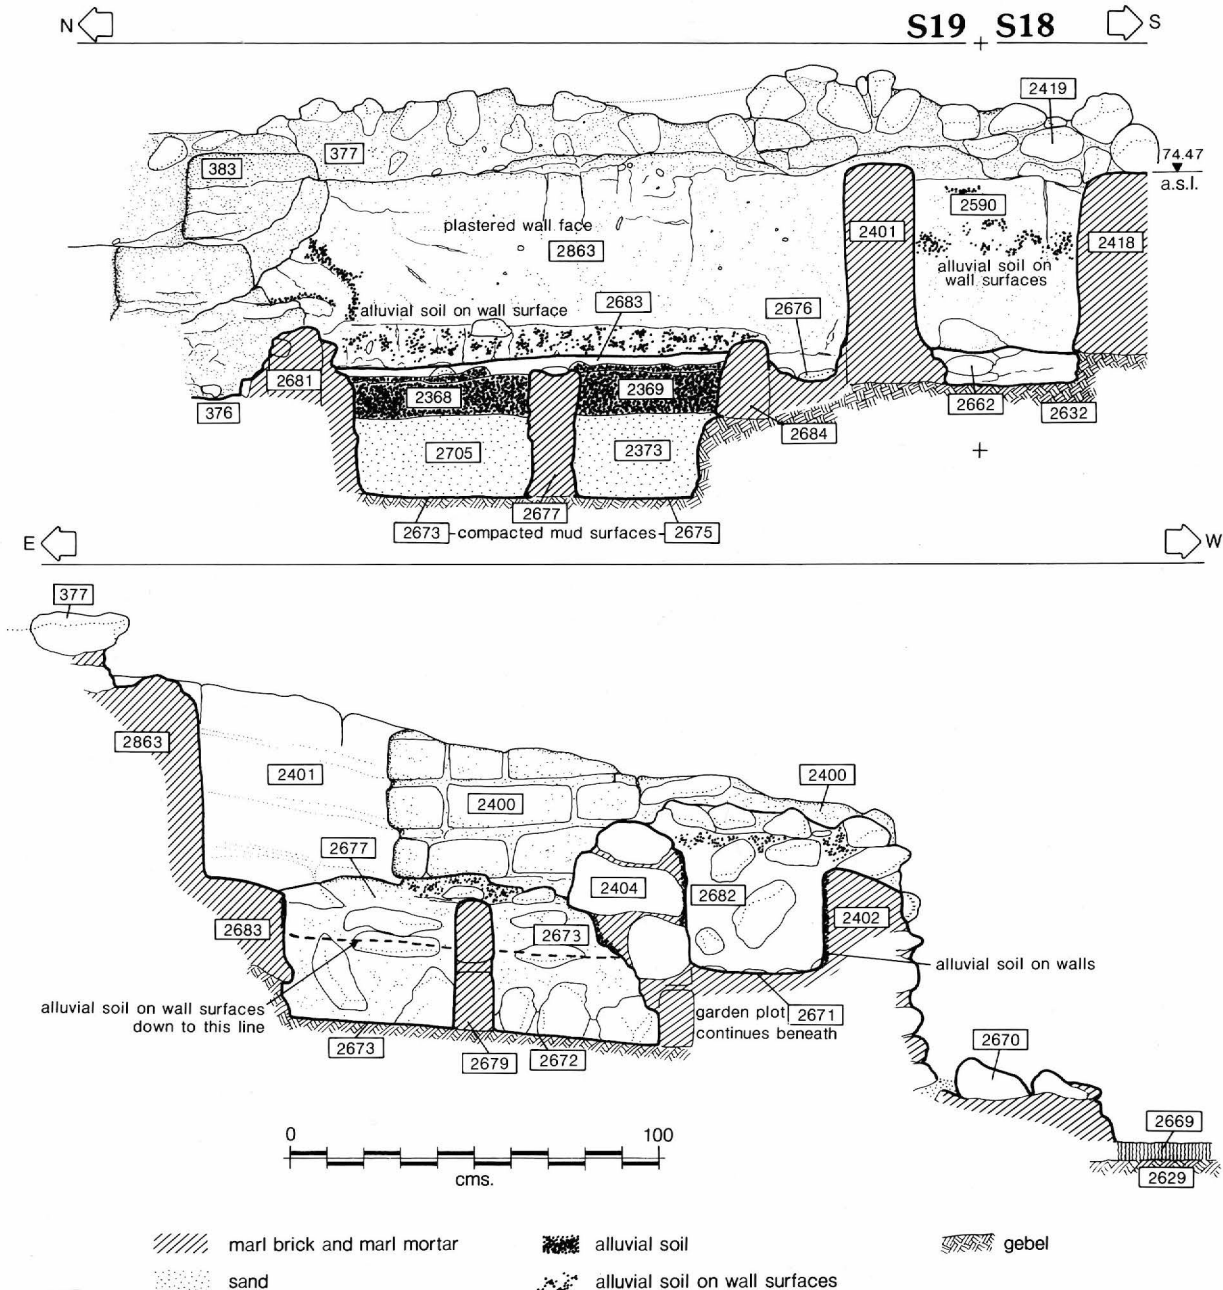 N S19 + S18 S
2419
377
383
74.47
a.s.l.
2590
plastered wall face
2401
2863
2418
alluvial soil on
wall surfaces
2683
alluvial soil on wall surface
2676
2681
2368
2369
376
2662
2632
2684
2705
2373
+
2677
2673 compacted mud surfaces 2675
E W
377
2863
2401
2400
2400
2677
2404
2682
2402
2683
2673
alluvial soil on walls
alluvial soil on wall surfaces
down to this line
garden plot 2671
continues beneath
2673
2679
2672
2670
0 100
cms.
2669
2629
marl brick and marl mortar
alluvial soil
gebel
sand
alluvial soil on wall surfaces